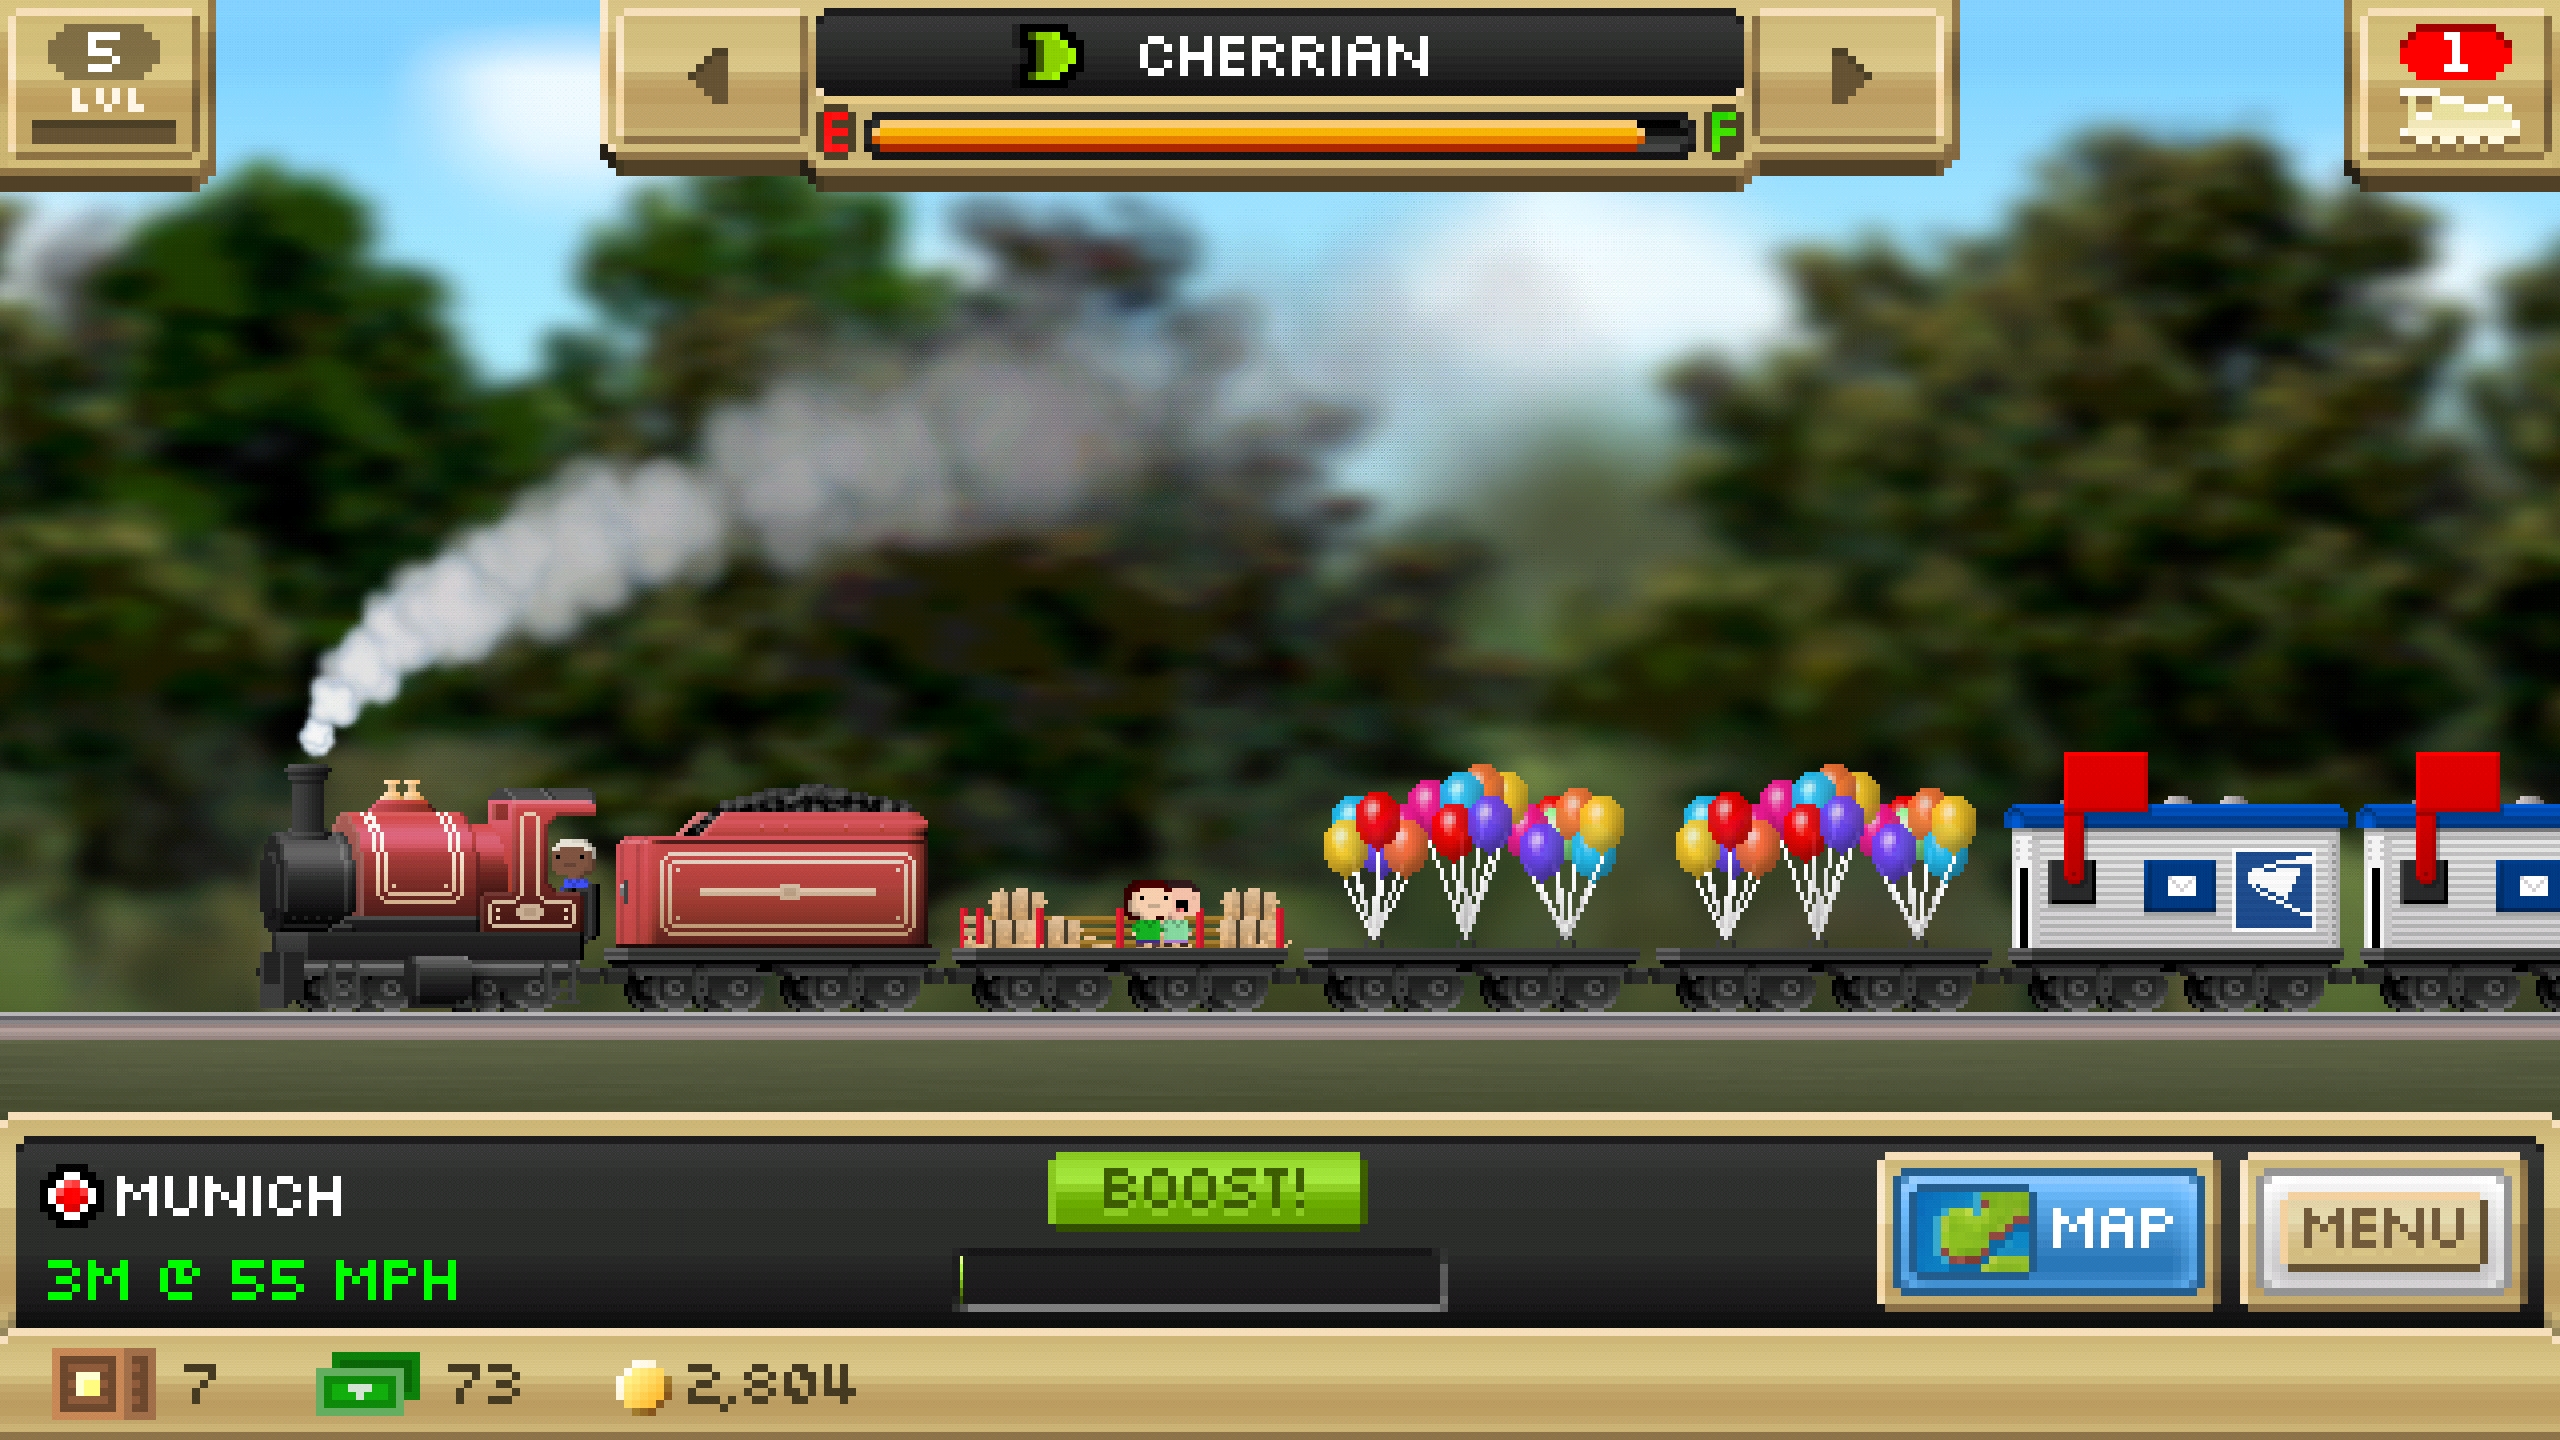 5
LVL
CHERRIAN
E F
1
MUNICH
BOOST!
3M @ 55 MPH
MAP
MENU
7 73 2,804